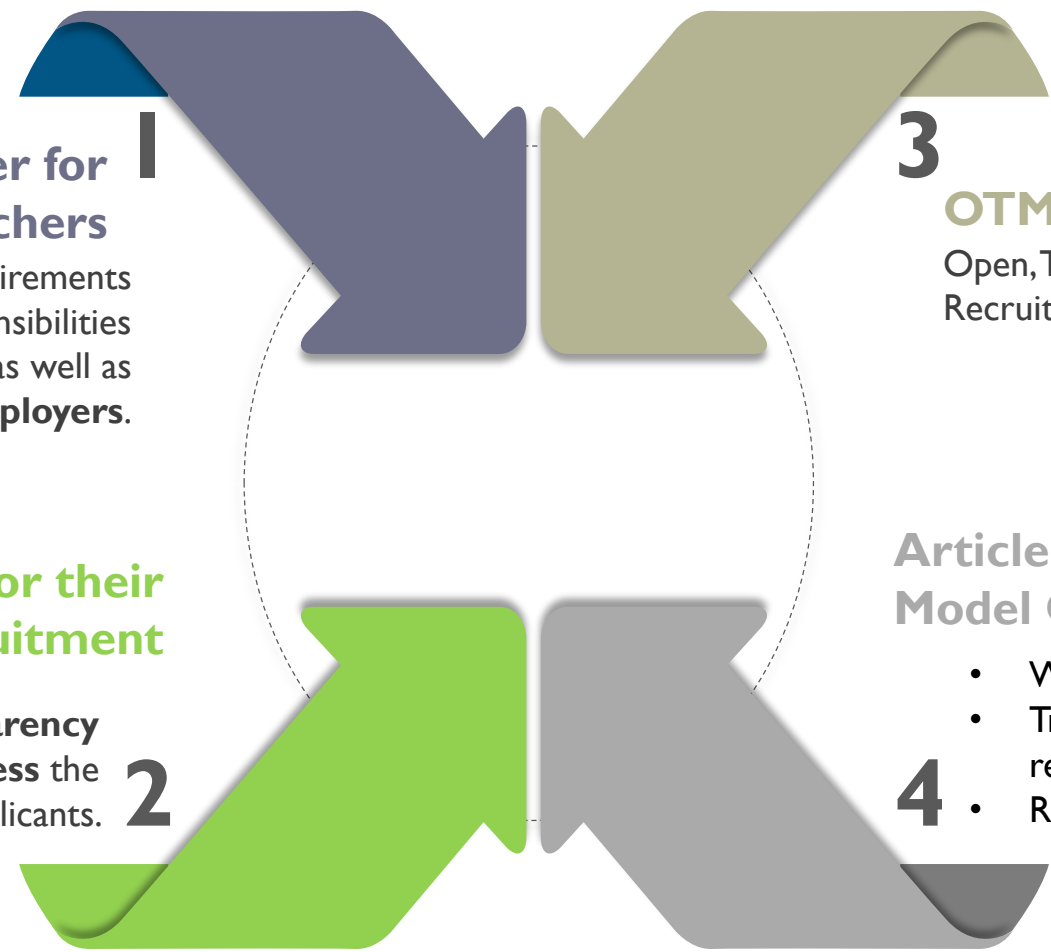 1
er for
chers
irements
nsibilities
as well as
ployers.
or their
uitment
arency
ess the
licants.
2
3
OTM
Open, T
Recruit
Article
Model
• W
• Tr
re
• R
4